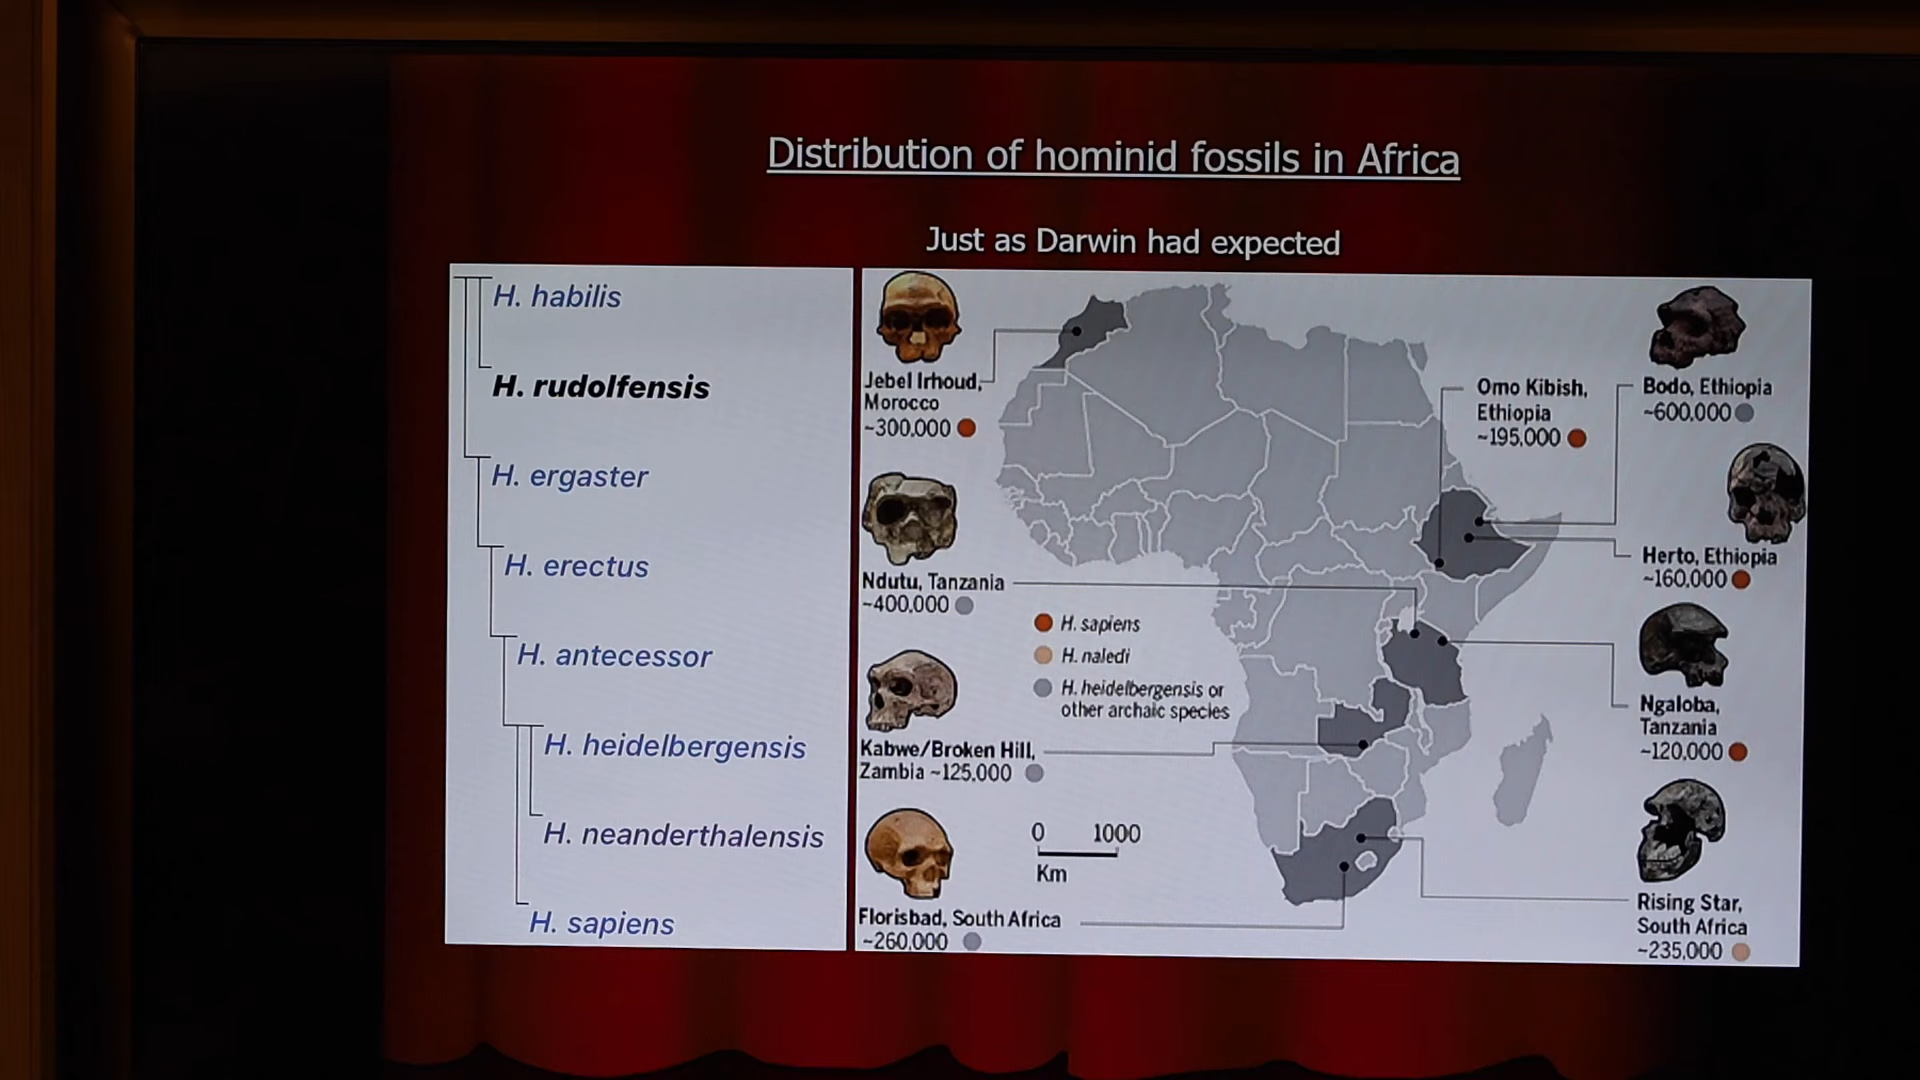 Distribution of hominid fossils in Africa
Just as Darwin had expected
H. habilis
H. rudolfensis
H. ergaster
H. erectus
H. antecessor
H. heidelbergensis
H. neanderthalensis
H. sapiens
Jebel Irhoud,
Morocco
~300,000
Ndutu, Tanzania
~400,000
Kabwe/Broken Hill,
Zambia ~125,000
Florisbad, South Africa
~260,000
H. sapiens
H. naledi
H. heidelbergensis or
other archaic species
0 1000
Km
Omo Kibish,
Ethiopia
~195,000
Bodo, Ethiopia
~600,000
Herto, Ethiopia
~160,000
Ngaloba,
Tanzania
~120,000
Rising Star,
South Africa
~235,000